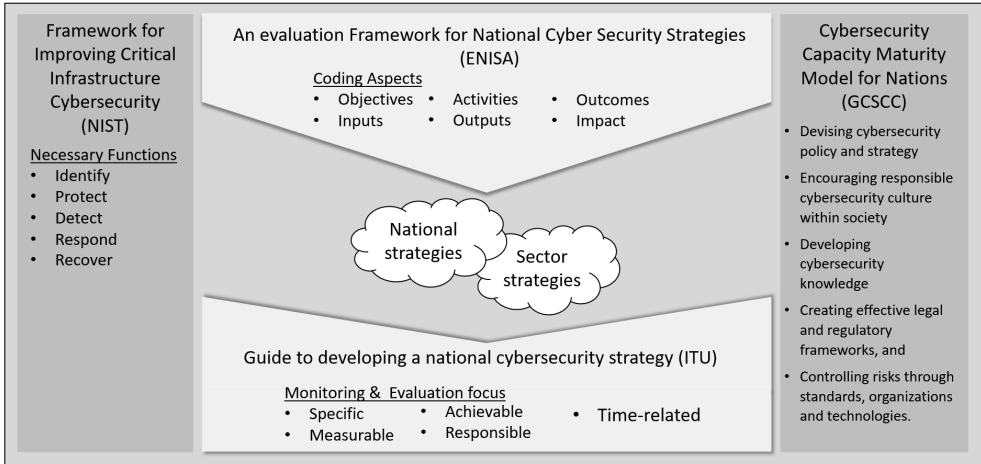 Framework for
Improving Critical
Infrastructure
Cybersecurity
(NIST)
Necessary Functions
• Identify
• Protect
• Detect
• Respond
• Recover
An evaluation Framework for National Cyber Security Strategies
(ENISA)
Coding Aspects
• Objectives • Activities • Outcomes
• Inputs • Outputs • Impact
National
strategies
Sector
strategies
Guide to developing a national cybersecurity strategy (ITU)
Monitoring & Evaluation focus
• Specific • Achievable • Time-related
• Measurable • Responsible
Cybersecurity
Capacity Maturity
Model for Nations
(GCSCC)
• Devising cybersecurity
policy and strategy
• Encouraging responsible
cybersecurity culture
within society
• Developing
cybersecurity
knowledge
• Creating effective legal
and regulatory
frameworks, and
• Controlling risks through
standards, organizations
and technologies.